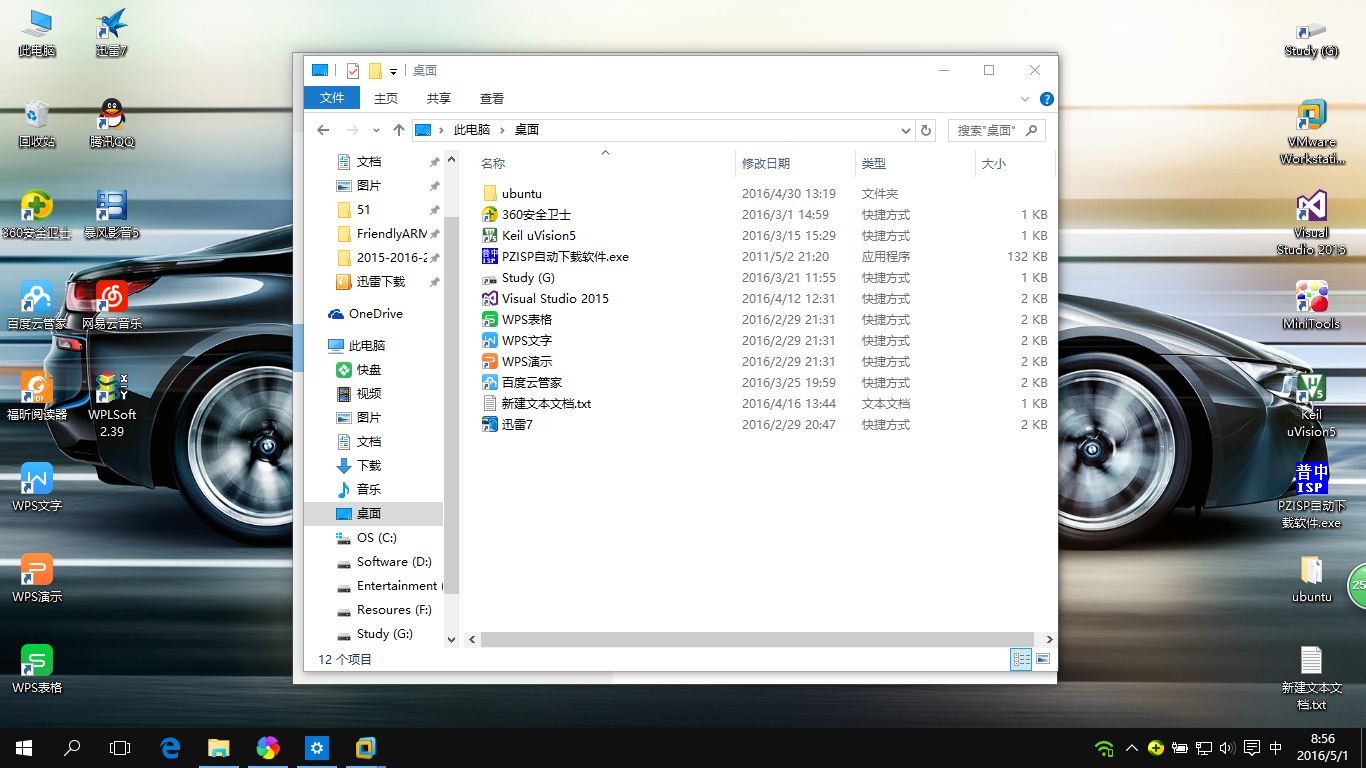 此电脑
迅雷7
回收站
腾讯QQ
360安全卫士
暴风影音5
百度云管家
网易云音乐
福昕阅读器
WPLSoft
2.39
WPS文字
WPS演示
WPS表格
桌面
文件
主页
共享
查看
此电脑
桌面
搜索"桌面"
文档
图片
51
FriendlyARM
2015-2016-2
迅雷下载
OneDrive
此电脑
快盘
视频
图片
文档
下载
音乐
桌面
OS (C:)
Software (D:)
Entertainment (
Resoures (F:)
Study (G:)
名称 修改日期 类型 大小
ubuntu 2016/4/30 13:19 文件夹
360安全卫士 2016/3/1 14:59 快捷方式 1 KB
Keil uVision5 2016/3/15 15:29 快捷方式 1 KB
PZISP自动下载软件.exe 2011/5/2 21:20 应用程序 132 KB
Study (G) 2016/3/21 11:55 快捷方式 1 KB
Visual Studio 2015 2016/4/12 12:31 快捷方式 2 KB
WPS表格 2016/2/29 21:31 快捷方式 2 KB
WPS文字 2016/2/29 21:31 快捷方式 2 KB
WPS演示 2016/2/29 21:31 快捷方式 2 KB
百度云管家 2016/3/25 19:59 快捷方式 2 KB
新建文本文档.txt 2016/4/16 13:44 文本文档 1 KB
迅雷7 2016/2/29 20:47 快捷方式 2 KB
12 个项目
Study (G)
VMware
Workstati...
Visual
Studio 2015
MiniTools
Keil
uVision5
普中
ISP
PZISP自动下
载软件.exe
ubuntu
25
新建文本文
档.txt
中
8:56
2016/5/1